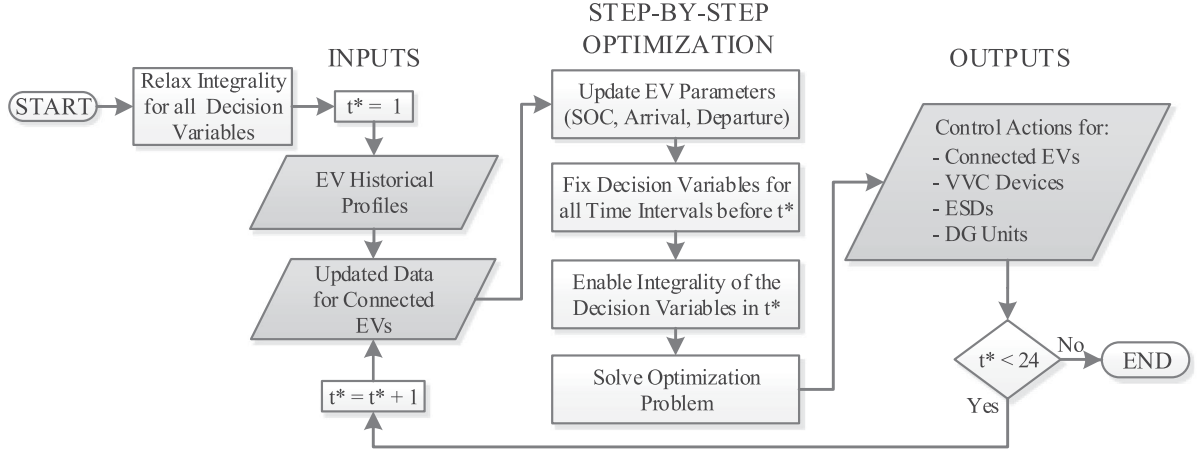 START
Relax Integrality
for all Decision
Variables
INPUTS
t* = 1
EV Historical
Profiles
Updated Data
for Connected
EVs
t* = t* + 1
STEP-BY-STEP
OPTIMIZATION
Update EV Parameters
(SOC, Arrival, Departure)
Fix Decision Variables for
all Time Intervals before t*
Enable Integrality of the
Decision Variables in t*
Solve Optimization
Problem
OUTPUTS
Control Actions for:
- Connected EVs
- VVC Devices
- ESDs
- DG Units
t* < 24
No
END
Yes